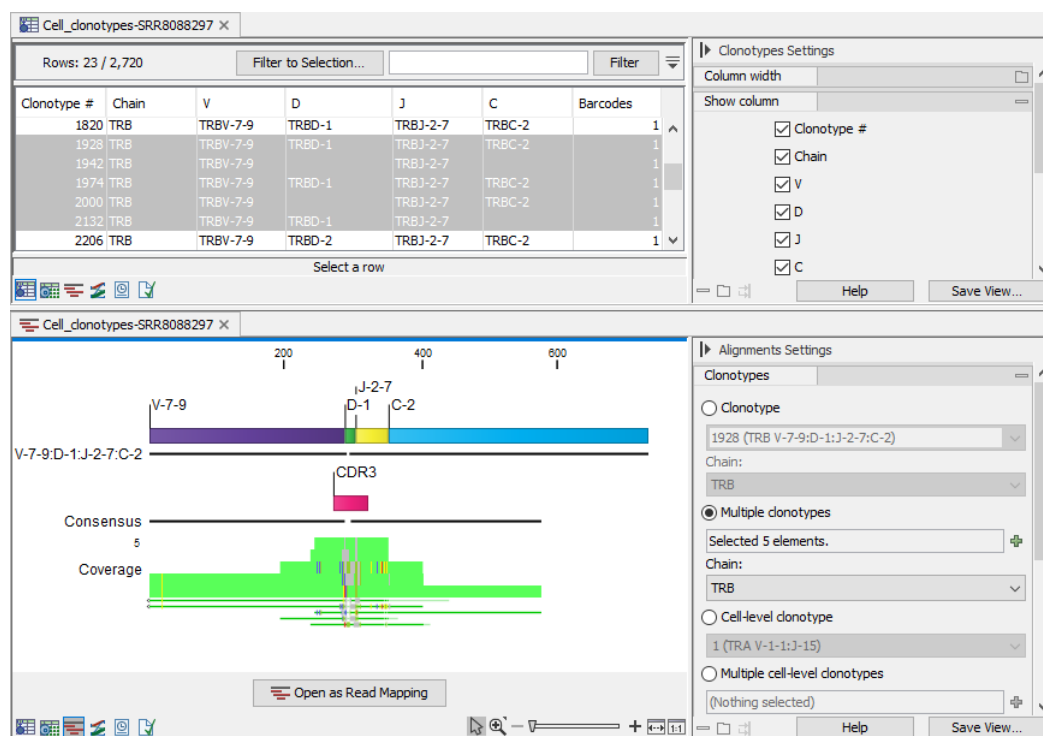 Cell_clonotypes-SRR8088297
Rows: 23 / 2,720 Filter to Selection... Filter
Clonotype # Chain V D J C Barcodes
1820 TRB TRBV-7-9 TRBD-1 TRBJ-2-7 TRBC-2 1
1928 TRB TRBV-7-9 TRBD-1 TRBJ-2-7 TRBC-2 1
1942 TRB TRBV-7-9 TRBJ-2-7 1
1974 TRB TRBV-7-9 TRBD-1 TRBJ-2-7 TRBC-2 1
2000 TRB TRBV-7-9 TRBJ-2-7 TRBC-2 1
2132 TRB TRBV-7-9 TRBD-1 TRBJ-2-7 1
2206 TRB TRBV-7-9 TRBD-2 TRBJ-2-7 TRBC-2 1
Select a row
Clonotypes Settings
Column width
Show column
Clonotype #
Chain
V
D
J
C
Help Save View...
Cell_clonotypes-SRR8088297
200 400 600
J-2-7
V-7-9 D-1 C-2
V-7-9:D-1:J-2-7:C-2
CDR3
Consensus
5
Coverage
Open as Read Mapping
1:1
Alignments Settings
Clonotypes
Clonotype
1928 (TRB V-7-9:D-1:J-2-7:C-2)
Chain:
TRB
Multiple clonotypes
Selected 5 elements.
Chain:
TRB
Cell-level clonotype
1 (TRA V-1-1:J-15)
Multiple cell-level clonotypes
(Nothing selected)
Help Save View...